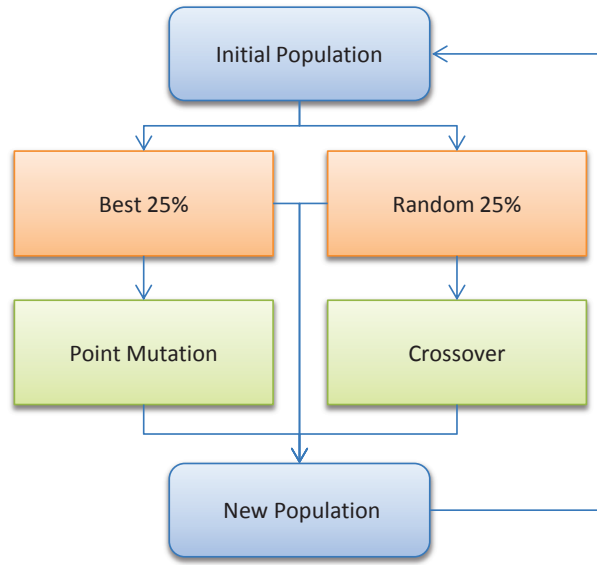 Initial Population
Best 25%
Random 25%
Point Mutation
Crossover
New Population